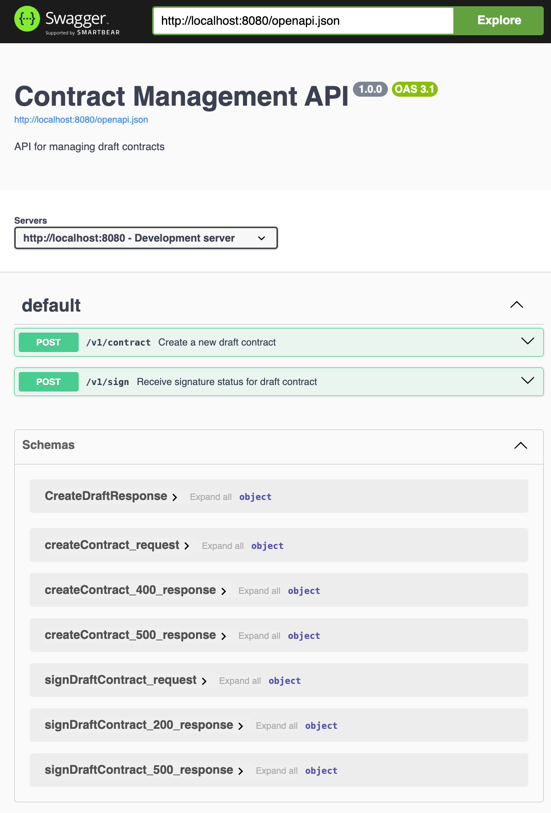 Swagger
Supported by SMARTBEAR
http://localhost:8080/openapi.json
Explore
Contract Management API 1.0.0 OAS 3.1
http://localhost:8080/openapi.json
API for managing draft contracts
Servers
http://localhost:8080 - Development server
default
POST /v1/contract Create a new draft contract
POST /v1/sign Receive signature status for draft contract
Schemas
CreateDraftResponse Expand all object
createContract_request Expand all object
createContract_400_response Expand all object
createContract_500_response Expand all object
signDraftContract_request Expand all object
signDraftContract_200_response Expand all object
signDraftContract_500_response Expand all object